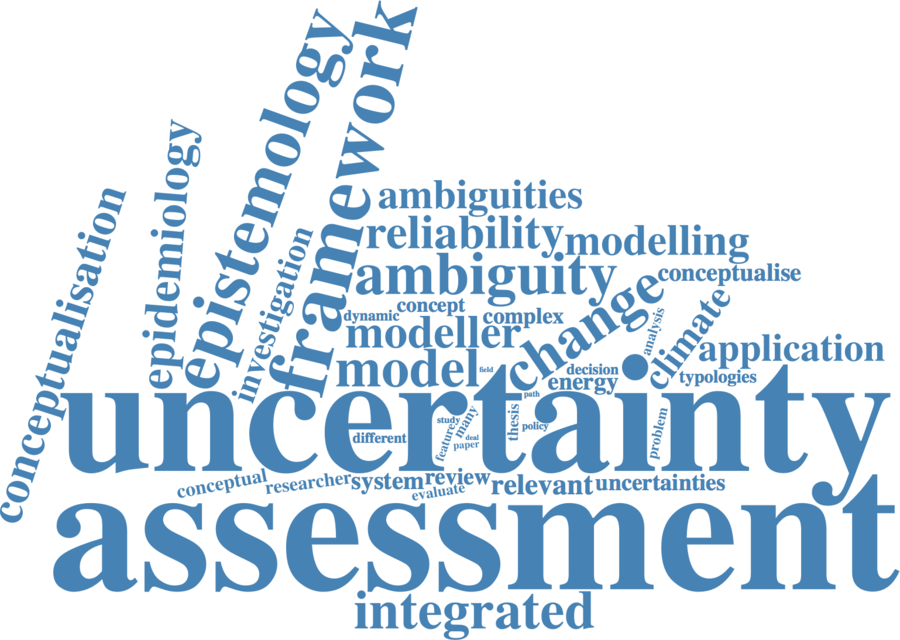 conceptualisation
epidemiology
epistemology
investigation
framework
ambiguities
reliability
modelling
ambiguity
conceptualise
concept
dynamic
complex
change
climate
analysis
modeller
application
model
field
decision
energy
typologies
path
uncertainty
different
study
feature
many
deal
paper
thesis
policy
problem
conceptual
researcher
system
review
evaluate
relevant
uncertainties
assessment
integrated